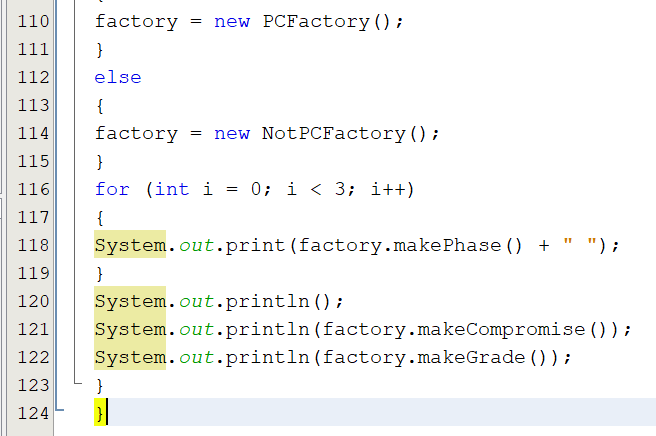 110 factory = new PCFactory();
111 }
112 else
113 {
114 factory = new NotPCFactory();
115 }
116 for (int i = 0; i < 3; i++)
117 {
118 System.out.print(factory.makePhase() + " ");
119 }
120 System.out.println();
121 System.out.println(factory.makeCompromise());
122 System.out.println(factory.makeGrade());
123 }
124 }